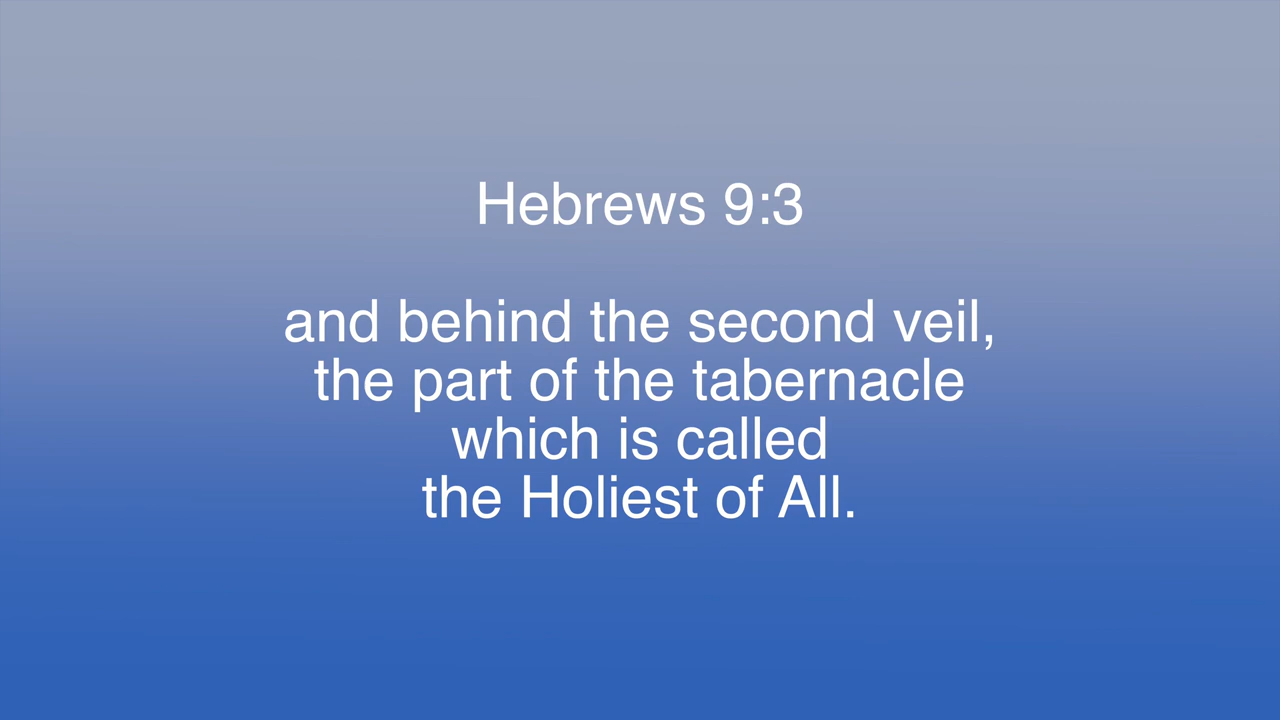 Hebrews 9:3
and behind the second veil,
the part of the tabernacle
which is called
the Holiest of All.